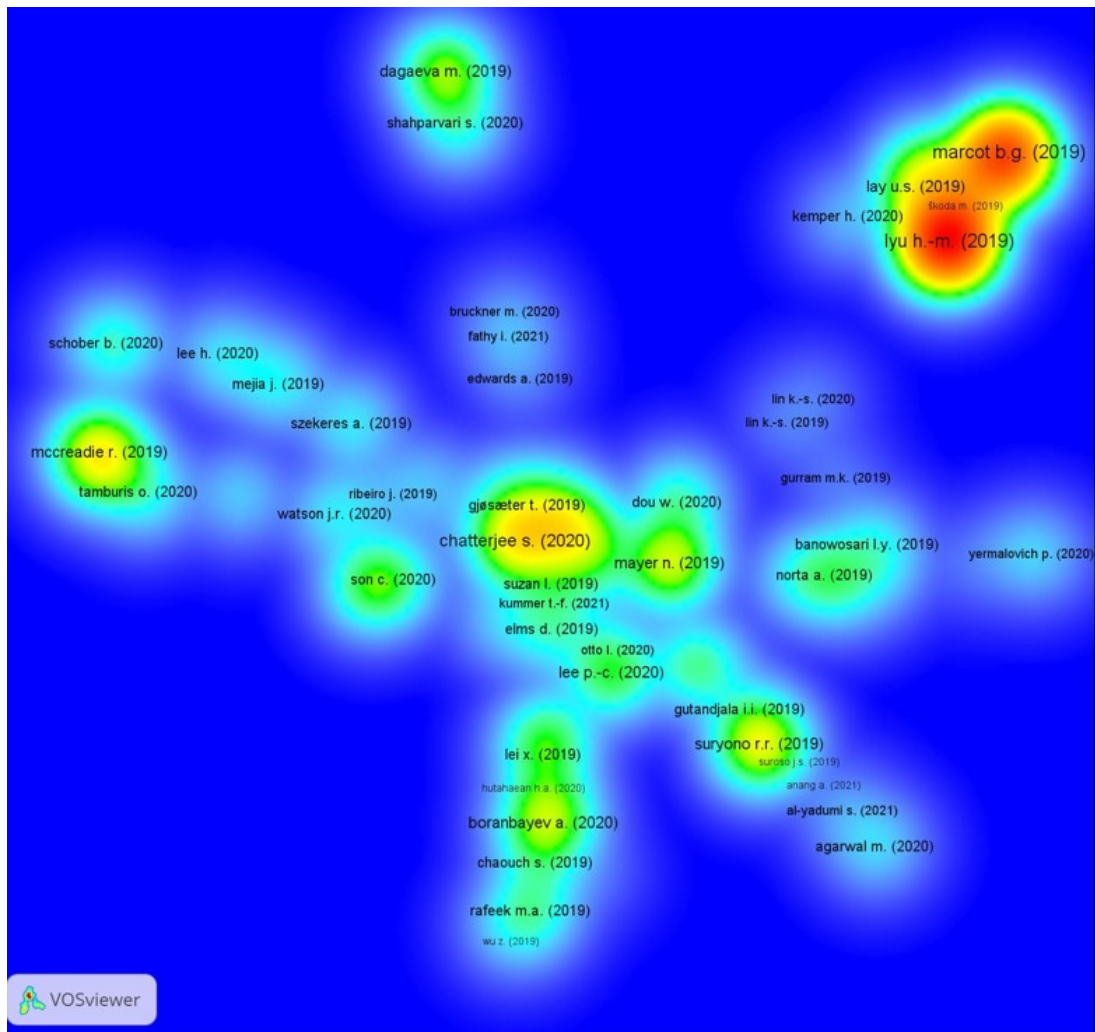 dagaeva m. (2019)
shahparvari s. (2020)
marcot b.g. (2019)
lay u.s. (2019)
škoda m. (2019)
kemper h. (2020)
lyu h.-m. (2019)
bruckner m. (2020)
fathy i. (2021)
edwards a. (2019)
schober b. (2020)
lee h. (2020)
mejia j. (2019)
szekeres a. (2019)
lin k.-s. (2020)
lin k.-s. (2019)
mccreadie r. (2019)
tamburis o. (2020)
ribeiro j. (2019)
watson j.r. (2020)
gjøsæter t. (2019)
dou w. (2020)
gurram m.k. (2019)
chatterjee s. (2020)
mayer n. (2019)
banowosari l.y. (2019)
yermalovich p. (2020)
norta a. (2019)
son c. (2020)
suzan l. (2019)
kummer t.-f. (2021)
elms d. (2019)
otto l. (2020)
lee p.-c. (2020)
gutandjala i.i. (2019)
suryono r.r. (2019)
suroso j.s. (2019)
lei x. (2019)
hutahaean h.a. (2020)
anang a. (2021)
al-yadumi s. (2021)
boranbayev a. (2020)
agarwal m. (2020)
chaouch s. (2019)
rafeek m.a. (2019)
wu z. (2019)
VOSviewer